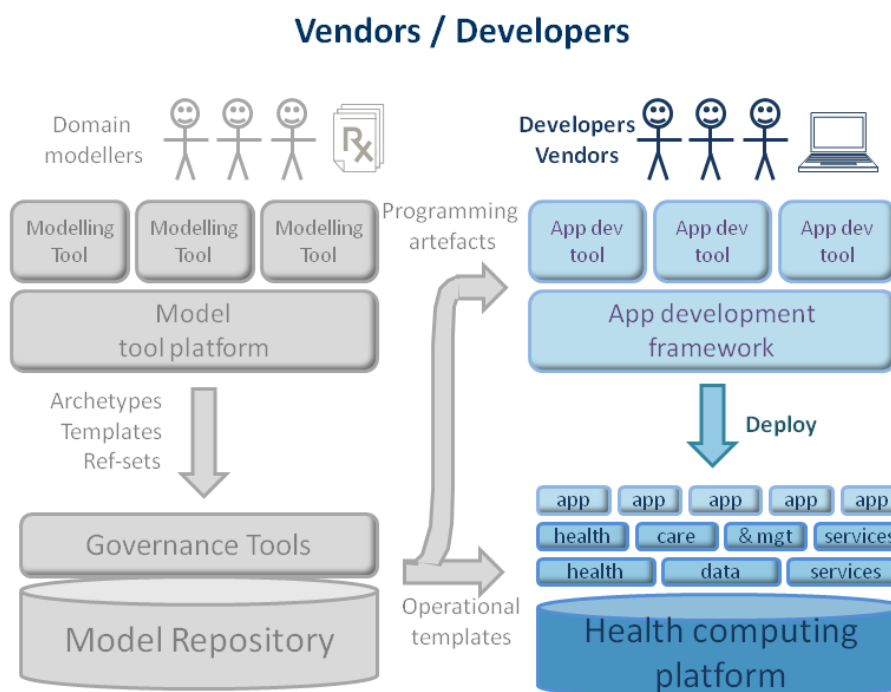 Vendors / Developers
Domain
modellers
Rx
Developers
Vendors
Modelling
Tool
Modelling
Tool
Modelling
Tool
Programming
artefacts
App dev
tool
App dev
tool
App dev
tool
Model
tool platform
App development
framework
Archetypes
Templates
Ref-sets
Deploy
Governance Tools
Model Repository
Operational
templates
app
app
app
app
app
health
care
& mgt
services
health
data
services
Health computing
platform